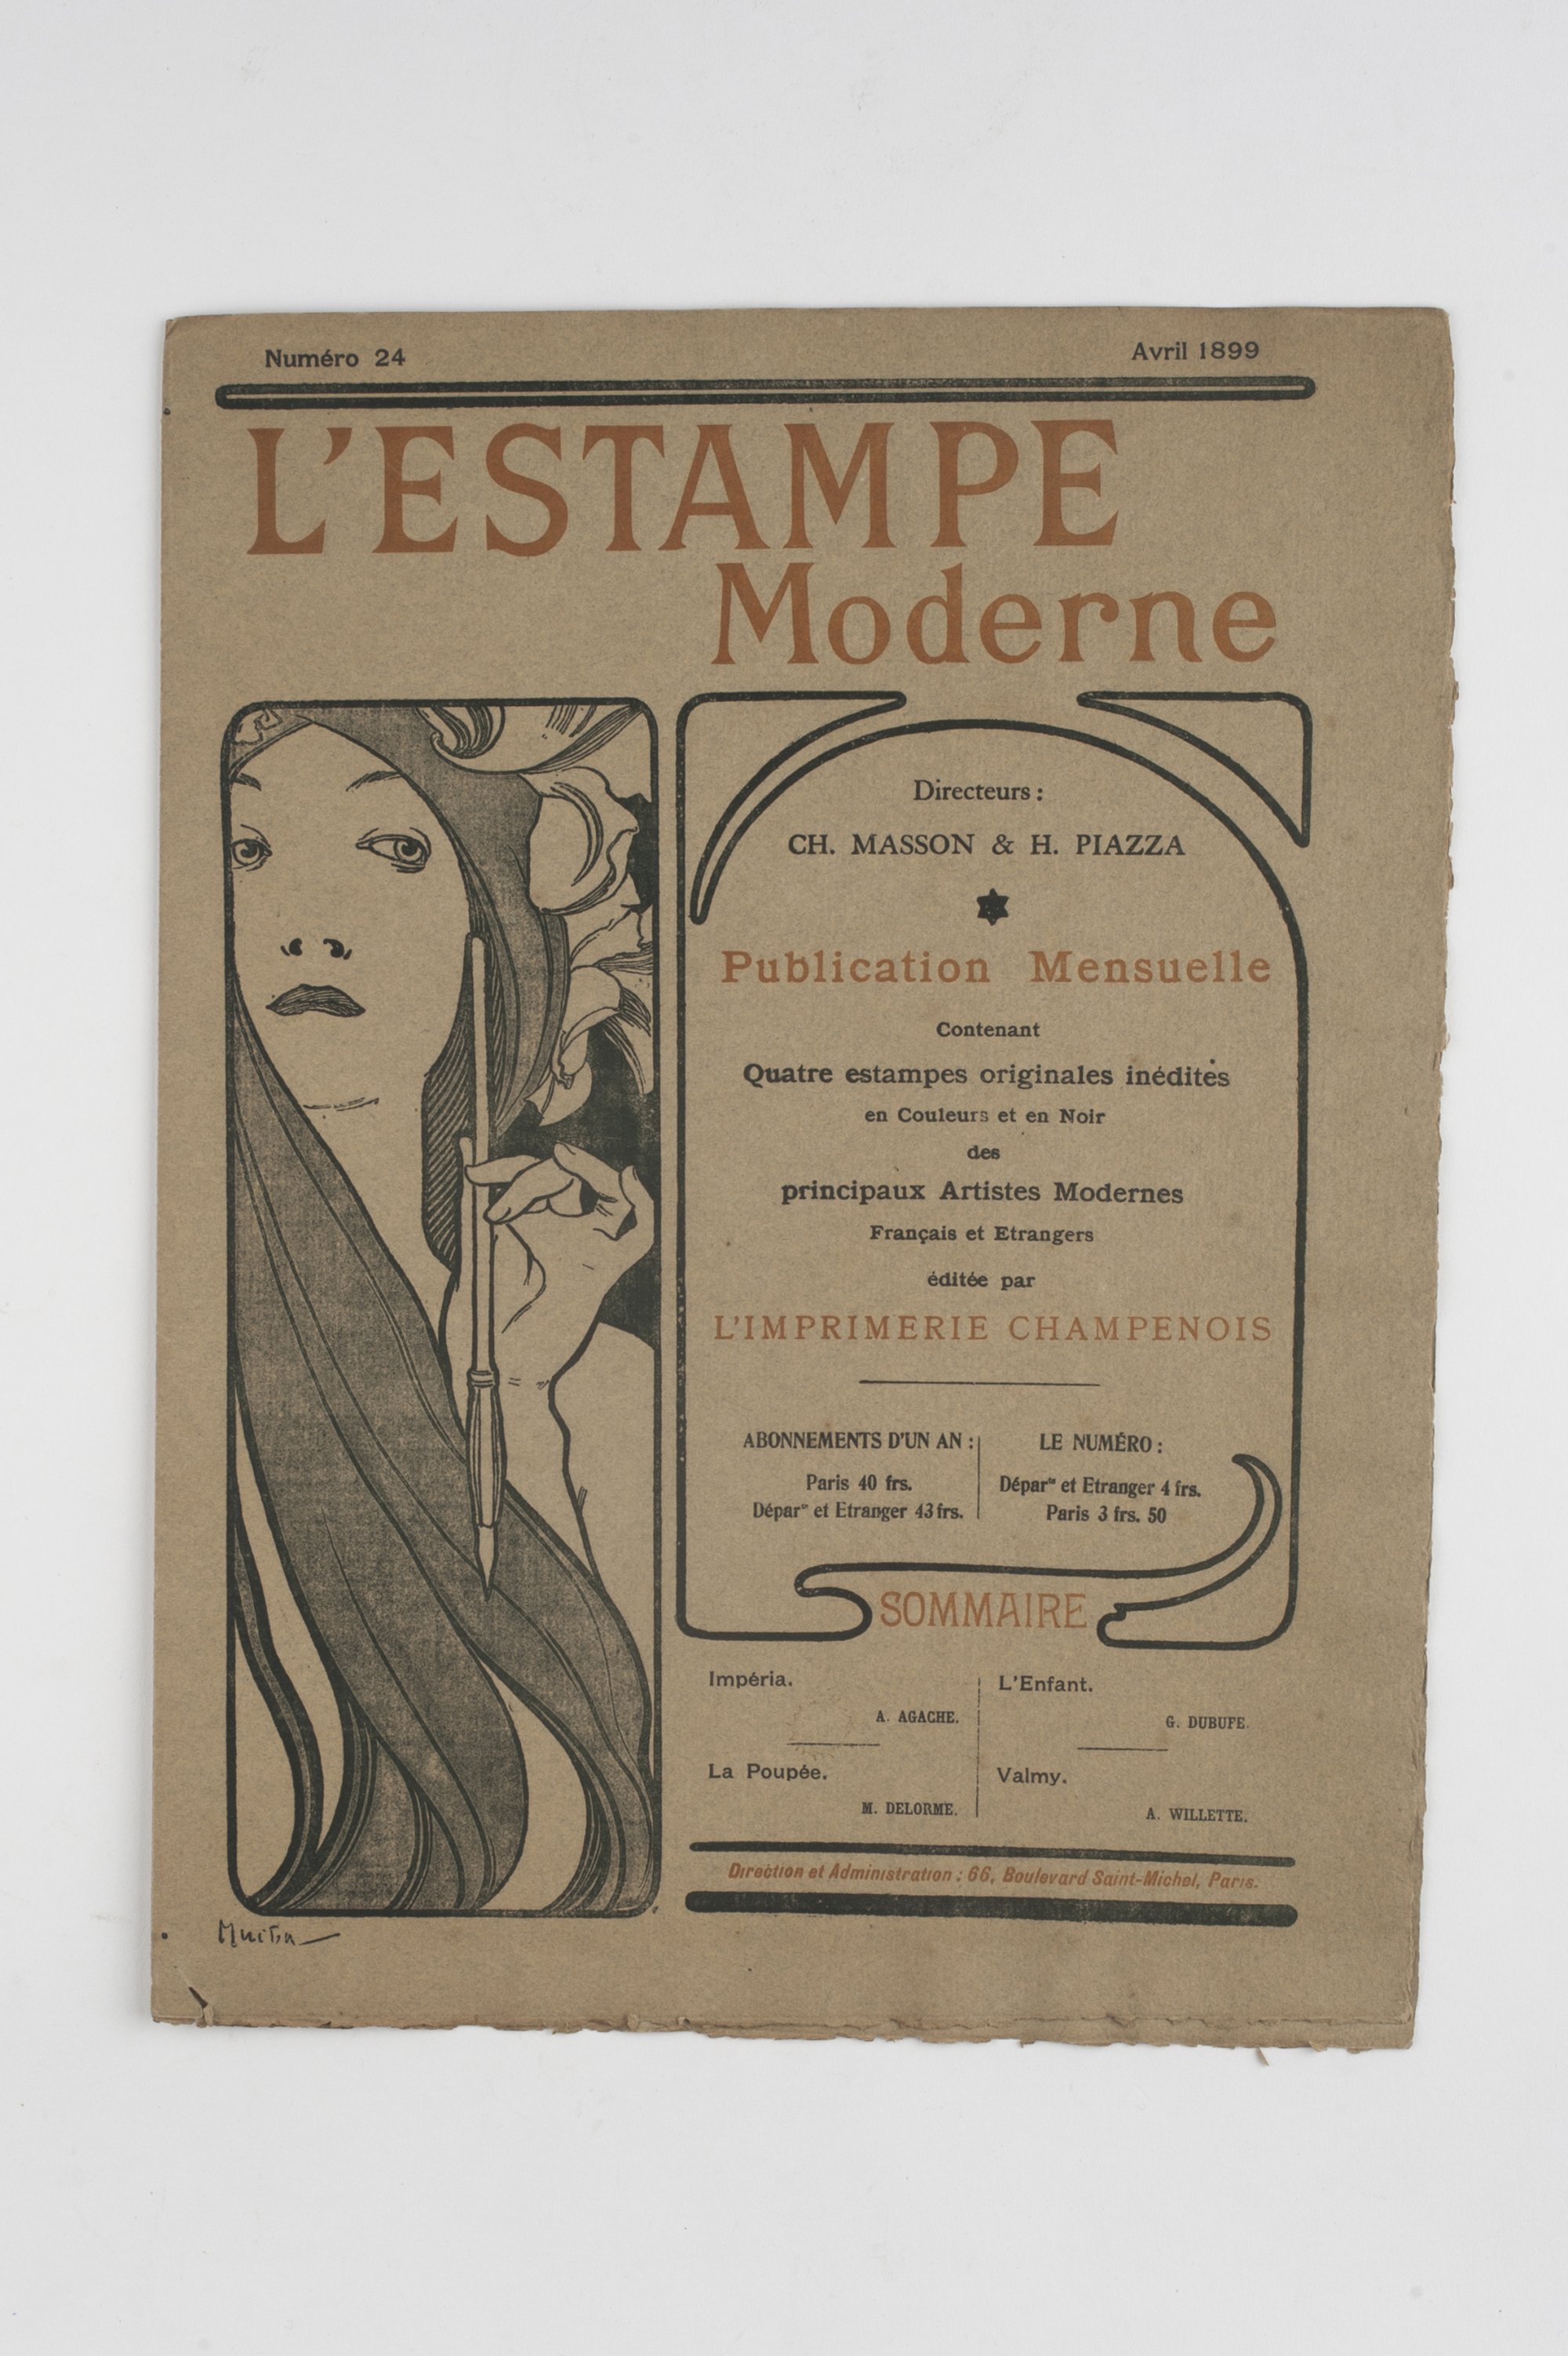 Numéro 24
Avril 1899
L'ESTAMPE
Moderne
Directeurs :
CH. MASSON & H. PIAZZA
Publication Mensuelle
Contenant
Quatre estampes originales inédites
en Couleurs et en Noir
des
principaux Artistes Modernes
Français et Etrangers
éditée par
L'IMPRIMERIE CHAMPENOIS
ABONNEMENTS D'UN AN :
Paris 40 frs.
Départs et Etranger 43 frs.
LE NUMÉRO :
Départs et Etranger 4 frs.
Paris 3 frs. 50
SOMMAIRE
Impéria.
A. AGACHE.
La Poupée.
M. DELORME.
L'Enfant.
G. DUBUFE.
Valmy.
A. WILLETTE.
Direction et Administration : 66, Boulevard Saint-Michel, Paris.
Mucha